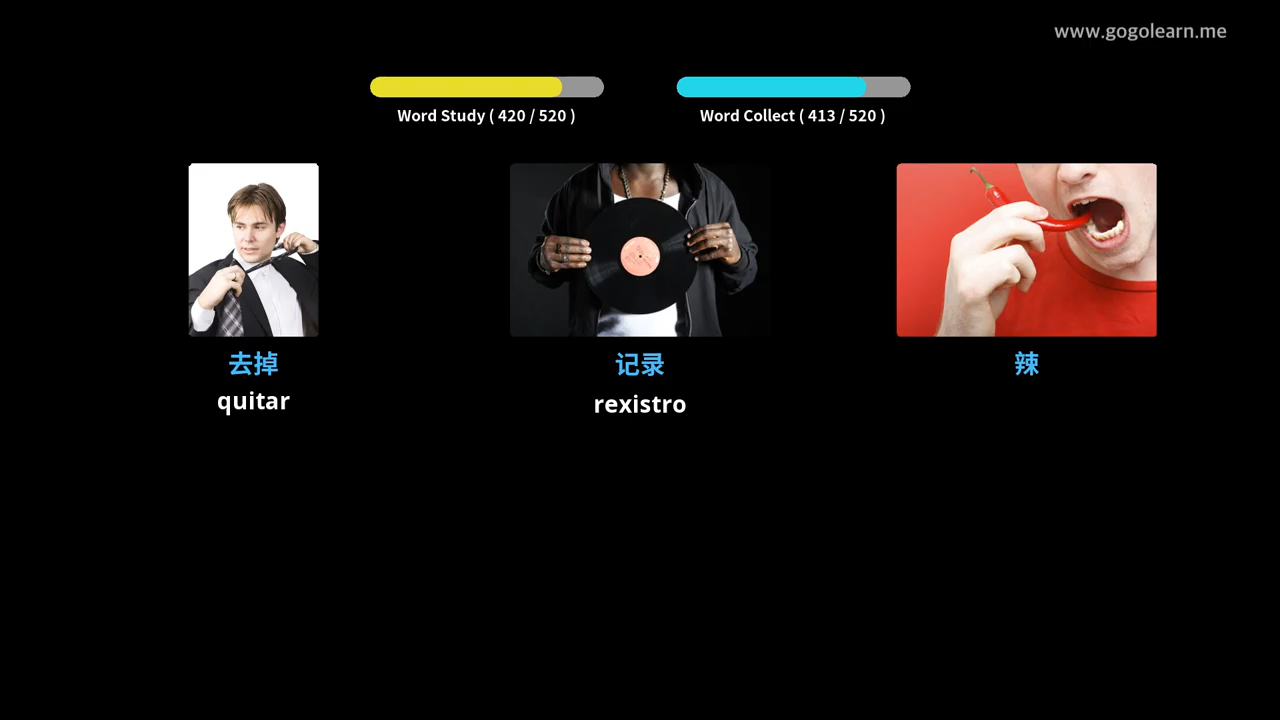 www.gogolearn.me
Word Study ( 420 / 520 )
Word Collect ( 413 / 520 )
去掉
记录
辣
quitar
rexistro